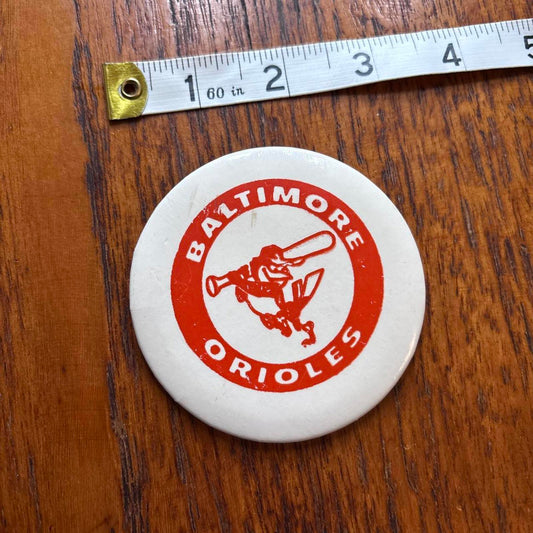 1 2 3 4 5
60 in
BALTIMORE
ORIOLES